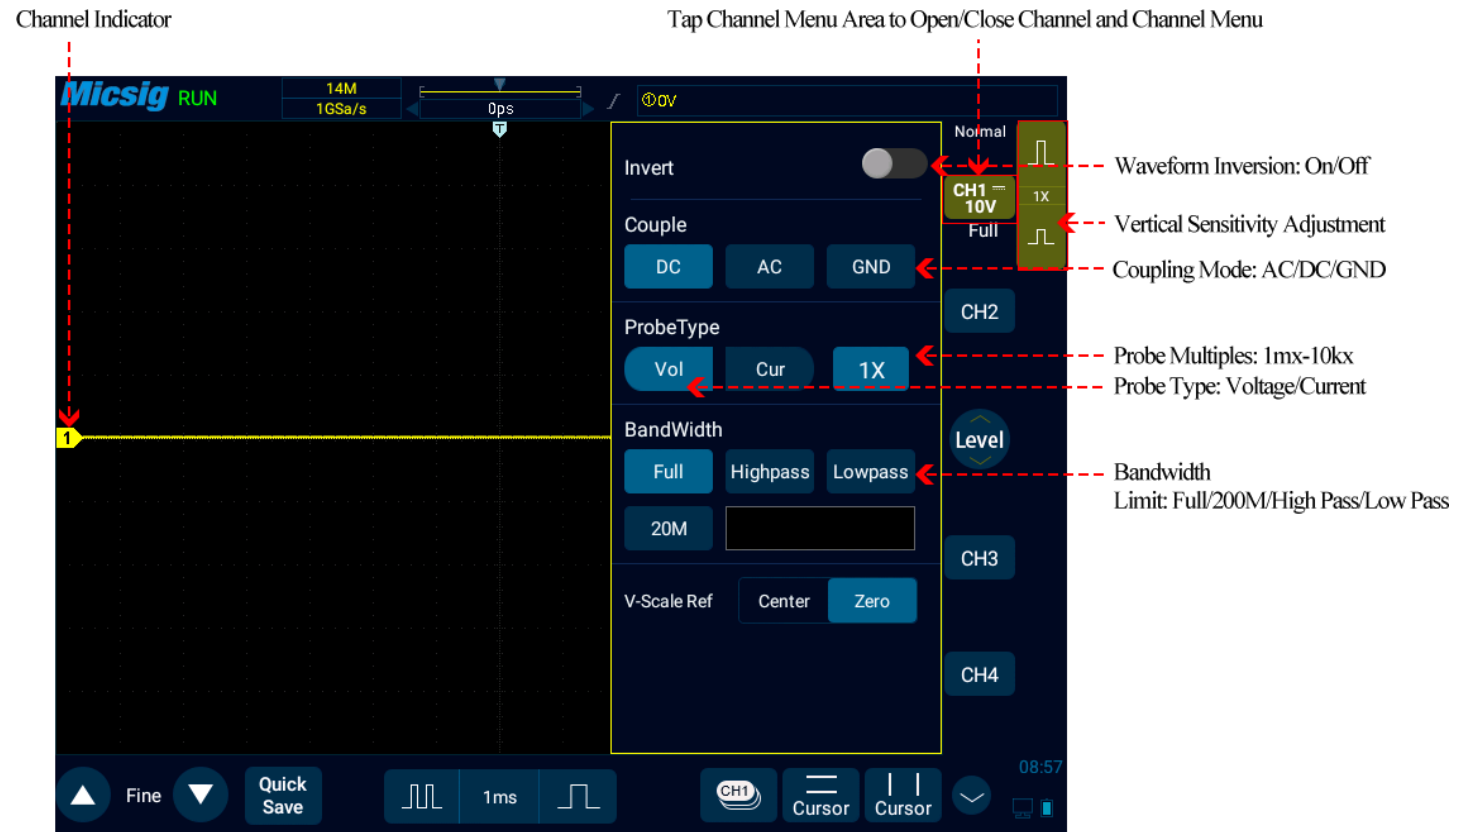 Channel Indicator
Tap Channel Menu Area to Open/Close Channel and Channel Menu
Micsig RUN
14M
1GSa/s
0ps
①0V
T
Normal
Invert
Waveform Inversion: On/Off
CH1
10V
1X
Full
Couple
Vertical Sensitivity Adjustment
DC AC GND
Coupling Mode: AC/DC/GND
CH2
ProbeType
Vol Cur 1X
Probe Multiples: 1mx-10kx
Probe Type: Voltage/Current
1
BandWidth
Level
Full Highpass Lowpass
Bandwidth
Limit: Full/200M/High Pass/Low Pass
20M
CH3
V-Scale Ref Center Zero
CH4
08:57
Fine
Quick
Save
1ms
CH1
Cursor
Cursor